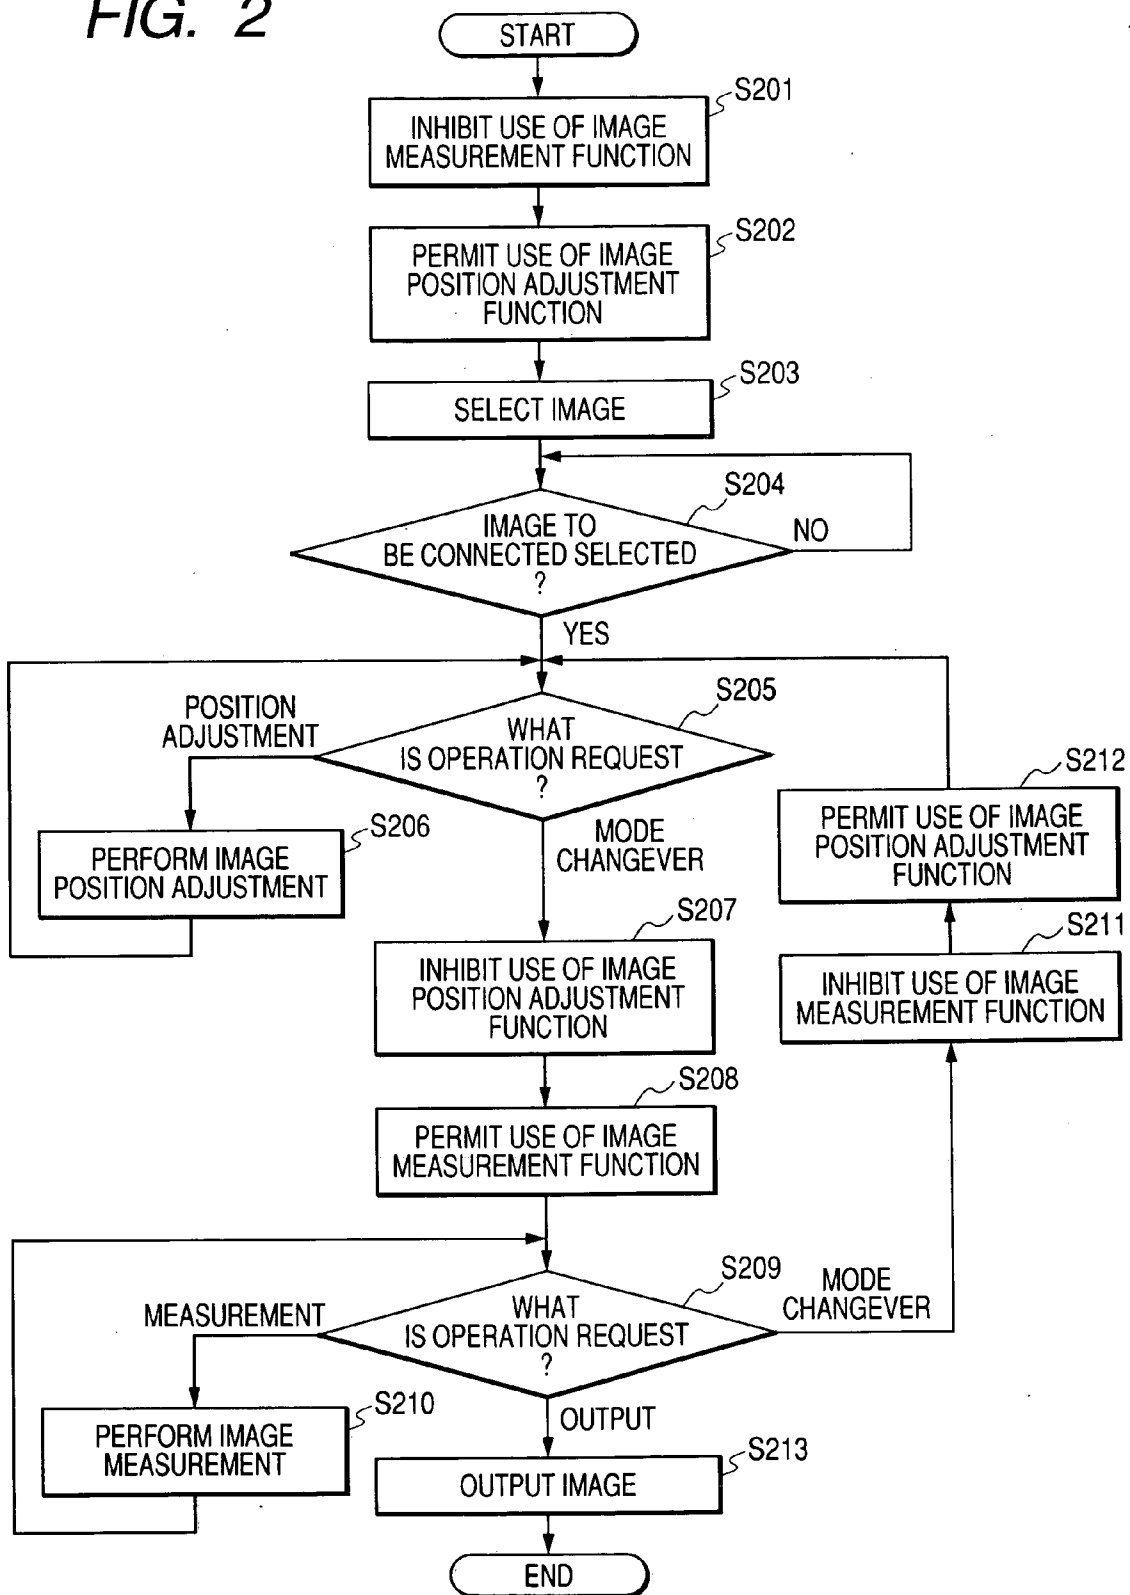 FIG. 2
START
S201
INHIBIT USE OF IMAGE
MEASUREMENT FUNCTION
S202
PERMIT USE OF IMAGE
POSITION ADJUSTMENT
FUNCTION
S203
SELECT IMAGE
S204
IMAGE TO
BE CONNECTED SELECTED
?
NO
YES
S205
WHAT
IS OPERATION REQUEST
?
POSITION
ADJUSTMENT
S206
PERFORM IMAGE
POSITION ADJUSTMENT
MODE
CHANGEVER
S212
PERMIT USE OF IMAGE
POSITION ADJUSTMENT
FUNCTION
S207
INHIBIT USE OF IMAGE
POSITION ADJUSTMENT
FUNCTION
S211
INHIBIT USE OF IMAGE
MEASUREMENT FUNCTION
S208
PERMIT USE OF IMAGE
MEASUREMENT FUNCTION
S209
WHAT
IS OPERATION REQUEST
?
MEASUREMENT
MODE
CHANGEVER
S210
PERFORM IMAGE
MEASUREMENT
OUTPUT
S213
OUTPUT IMAGE
END